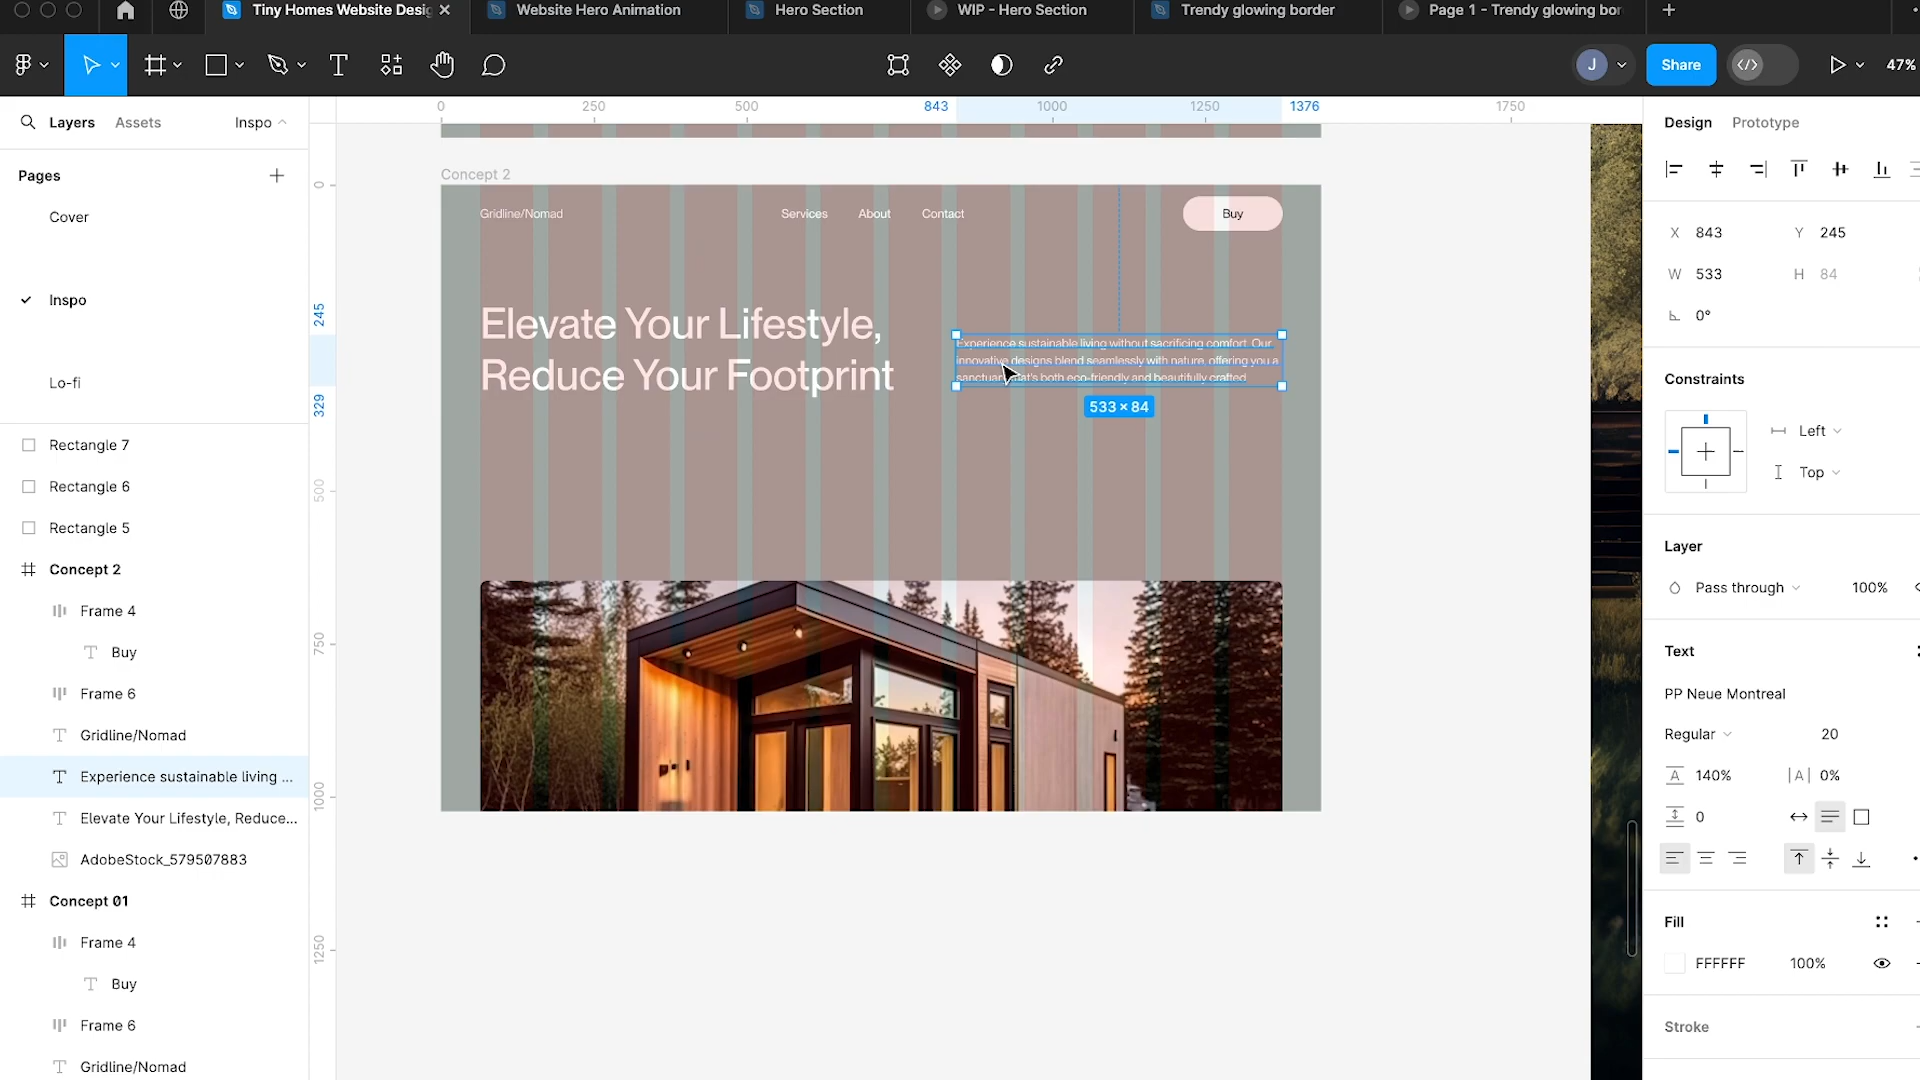 Tiny Homes Website Desig
Website Hero Animation
Hero Section
WIP - Hero Section
Trendy glowing border
Page 1 - Trendy glowing bor
J
Share
47%
Layers
Assets
Inspo
0
250
500
843
1000
1250
1376
1750
Design
Prototype
Pages
Cover
Inspo
Lo-fi
Rectangle 7
Rectangle 6
Rectangle 5
Concept 2
Frame 4
Buy
Frame 6
Gridline/Nomad
Experience sustainable living ...
Elevate Your Lifestyle, Reduce...
AdobeStock_579507883
Concept 01
Frame 4
Buy
Frame 6
Gridline/Nomad
0
245
329
500
750
1000
1250
Concept 2
Gridline/Nomad
Services
About
Contact
Buy
Elevate Your Lifestyle,
Reduce Your Footprint
Experience sustainable living without sacrificing comfort. Our
innovative designs blend seamlessly with nature, offering you a
that's both eco-friendly and beautifully crafted.
533 × 84
X 843
Y 245
W 533
H 84
0°
Constraints
Left
Top
Layer
Pass through
100%
Text
PP Neue Montreal
Regular
20
140%
|A| 0%
0
Fill
FFFFFF
100%
Stroke